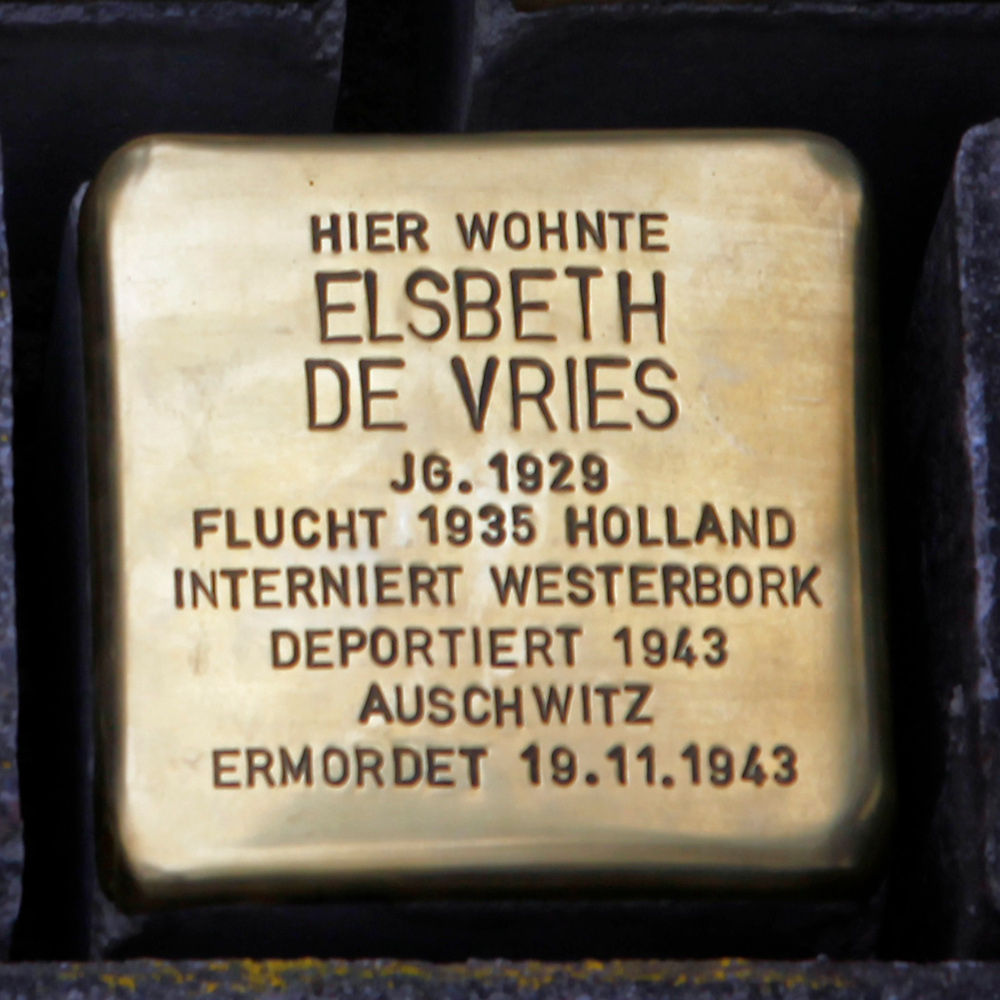 HIER WOHNTE
ELSBETH
DE VRIES
JG. 1929
FLUCHT 1935 HOLLAND
INTERNIERT WESTERBORK
DEPORTIERT 1943
AUSCHWITZ
ERMORDET 19.11.1943